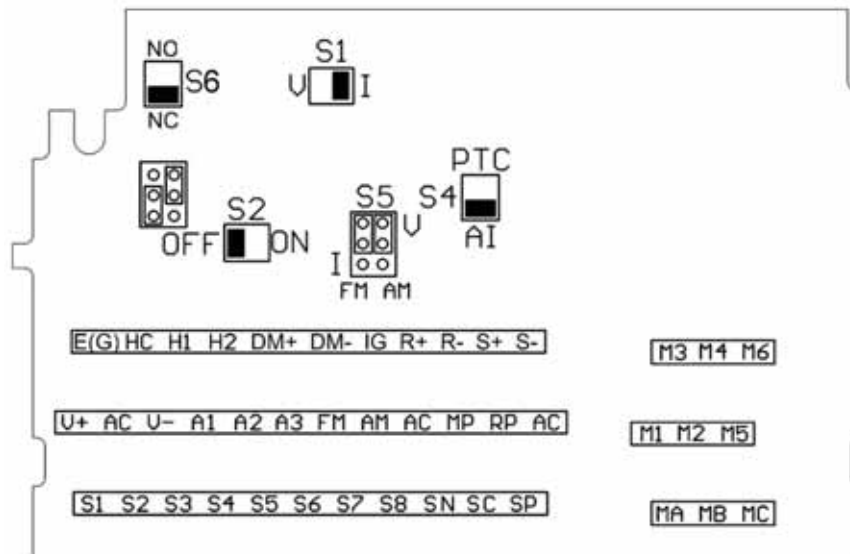 NO
S6
NC
S1
V I
PTC
S4
AI
S2
OFF ON
S5
V
I
FM AM
E(G) HC H1 H2 DM+ DM- IG R+ R- S+ S-
M3 M4 M6
V+ AC V- A1 A2 A3 FM AM AC MP RP AC
M1 M2 M5
S1 S2 S3 S4 S5 S6 S7 S8 SN SC SP
MA MB MC